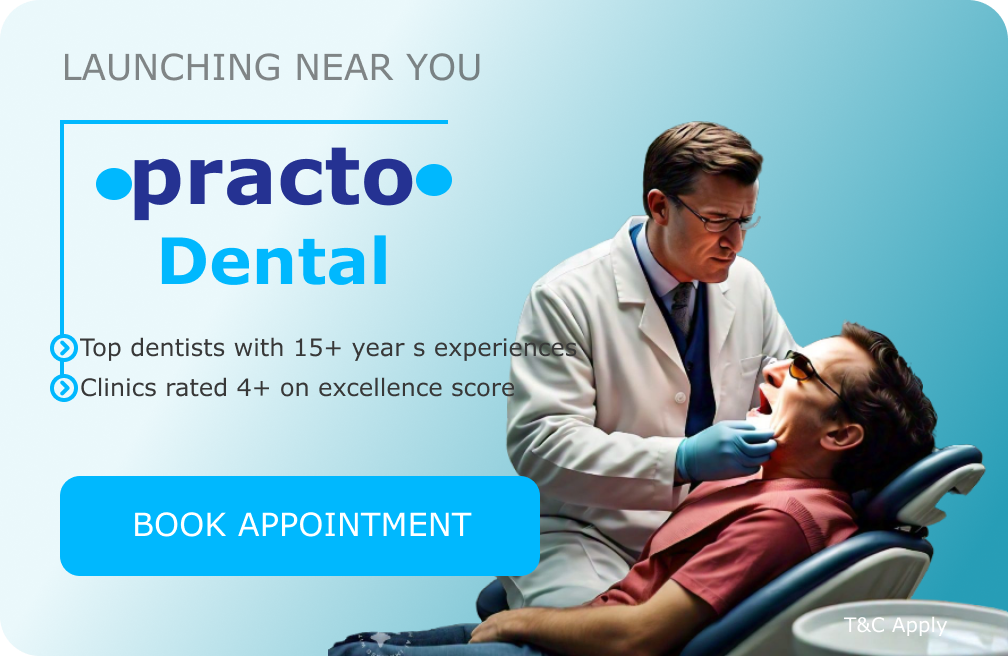 LAUNCHING NEAR YOU
practo
Dental
Top dentists with 15+ year s experiences
Clinics rated 4+ on excellence score
BOOK APPOINTMENT
T&C Apply